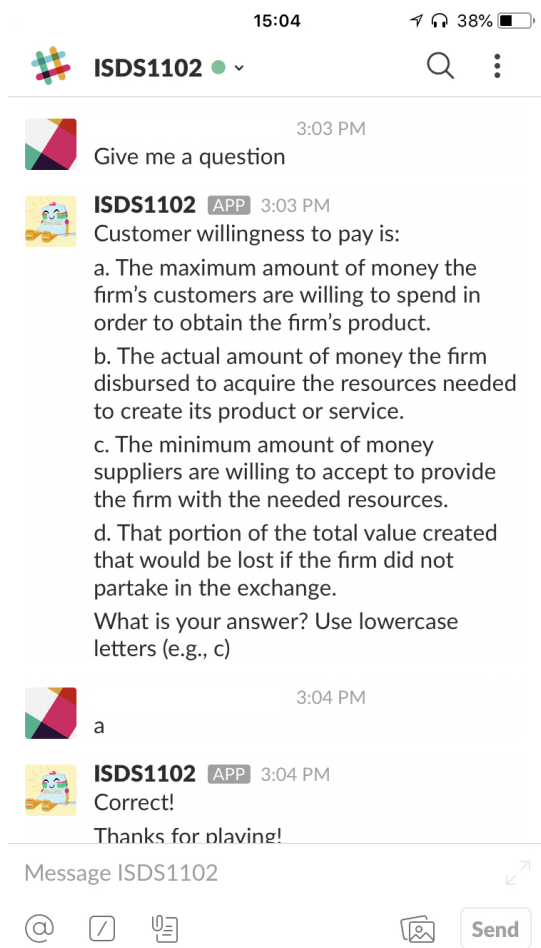 15:04
38%
ISDS1102
3:03 PM
Give me a question
ISDS1102 APP 3:03 PM
Customer willingness to pay is:
a. The maximum amount of money the
firm’s customers are willing to spend in
order to obtain the firm’s product.
b. The actual amount of money the firm
disbursed to acquire the resources needed
to create its product or service.
c. The minimum amount of money
suppliers are willing to accept to provide
the firm with the needed resources.
d. That portion of the total value created
that would be lost if the firm did not
partake in the exchange.
What is your answer? Use lowercase
letters (e.g., c)
3:04 PM
a
ISDS1102 APP 3:04 PM
Correct!
Thanks for playing!
Message ISDS1102
@
Send